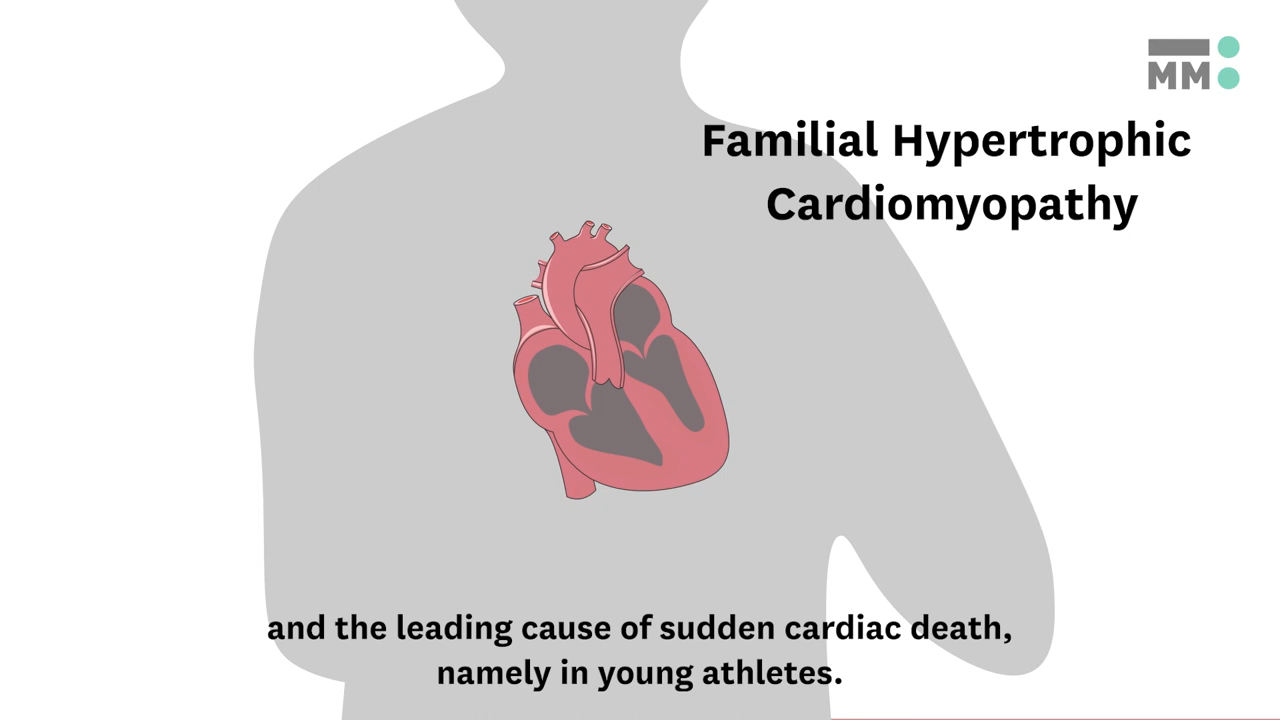 MM
Familial Hypertrophic
Cardiomyopathy
and the leading cause of sudden cardiac death,
namely in young athletes.